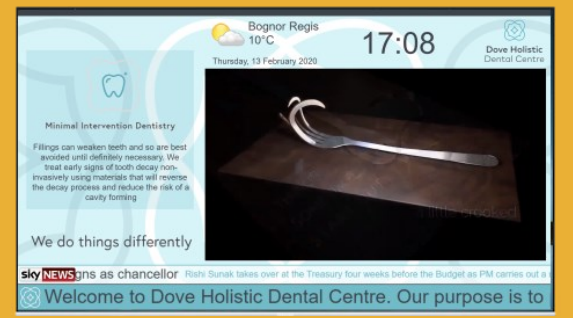 Bognor Regis
10°C
Thursday, 13 February 2020
17:08
Dove Holistic
Dental Centre
Minimal Intervention Dentistry
Fillings can weaken teeth and so are best
avoided until definitely necessary. We
treat early signs of tooth decay non-
invasively using materials that will reverse
the decay process and reduce the risk of a
cavity forming
We do things differently
a little crooked
sky NEWS gns as chancellor Rishi Sunak takes over at the Treasury four weeks before the Budget as PM carries out a
Welcome to Dove Holistic Dental Centre. Our purpose is to